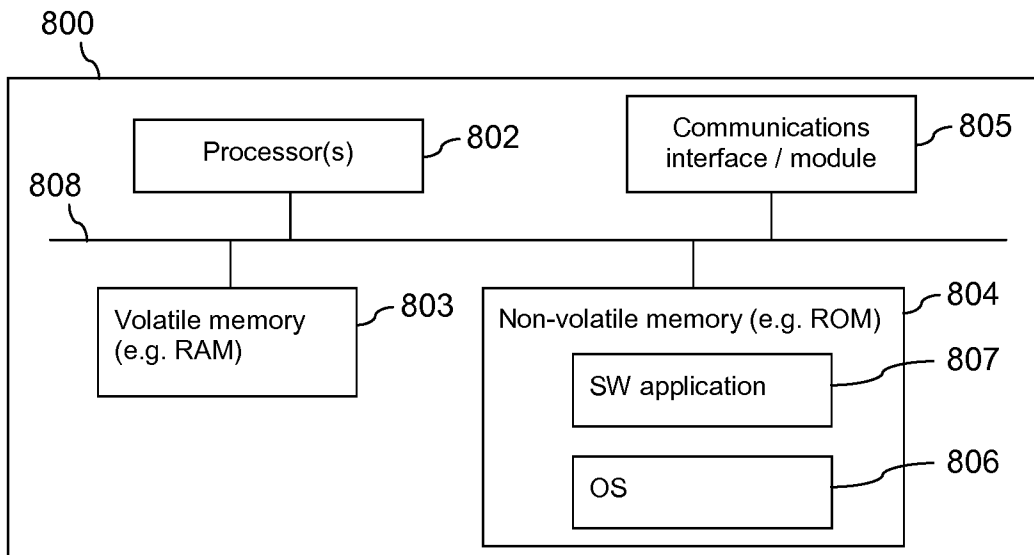 800
Processor(s)
802
Communications
interface / module
805
808
Volatile memory
(e.g. RAM)
803
Non-volatile memory (e.g. ROM)
804
SW application
807
OS
806